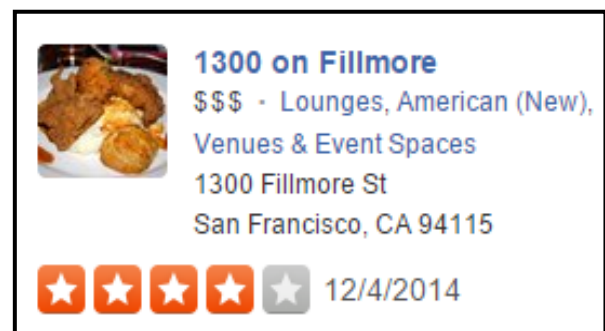 1300 on Fillmore
$$$ · Lounges, American (New),
Venues & Event Spaces
1300 Fillmore St
San Francisco, CA 94115
12/4/2014